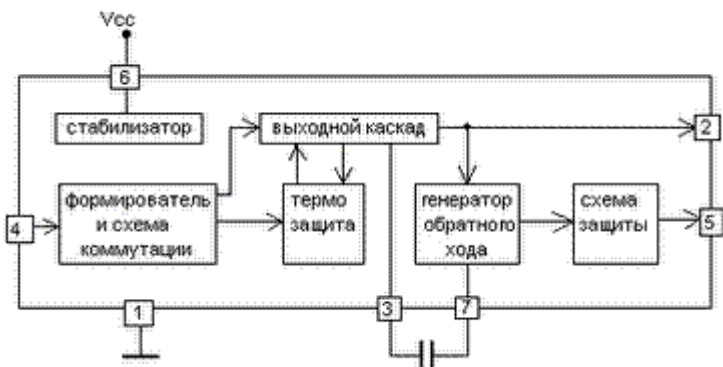 Vcc
6
стабилизатор
выходной каскад
2
4
формирователь
и схема
коммутации
термо
защита
генератор
обратного
хода
схема
защиты
5
1
3
7